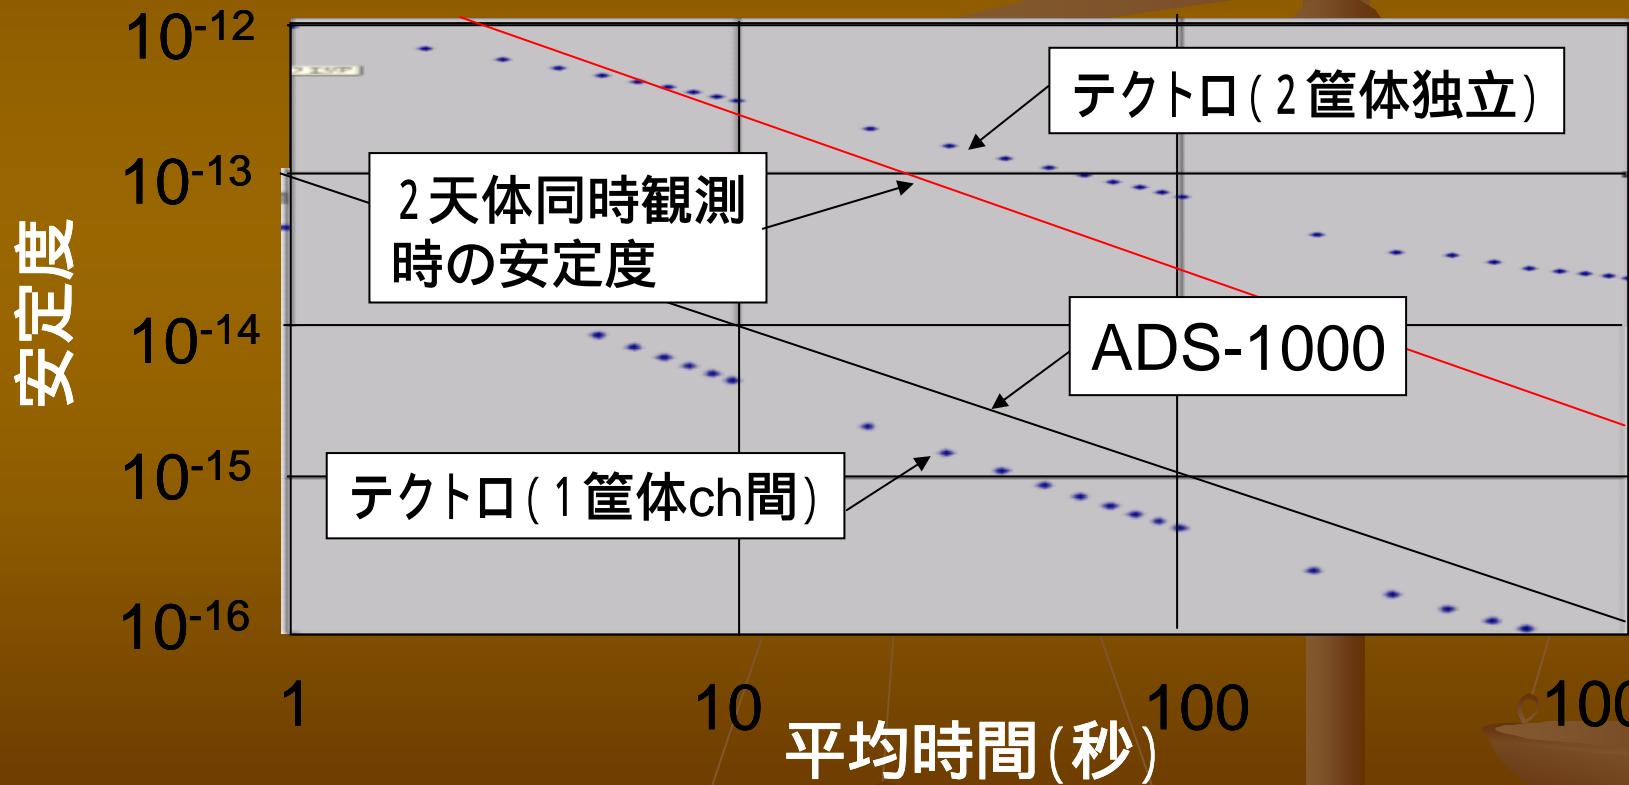 10-12
10-13
10-14
10-15
10-16
安定度
テクトロ(2筐体独立)
2天体同時観測
時の安定度
ADS-1000
テクトロ(1筐体ch間)
1
10
100
100
平均時間(秒)